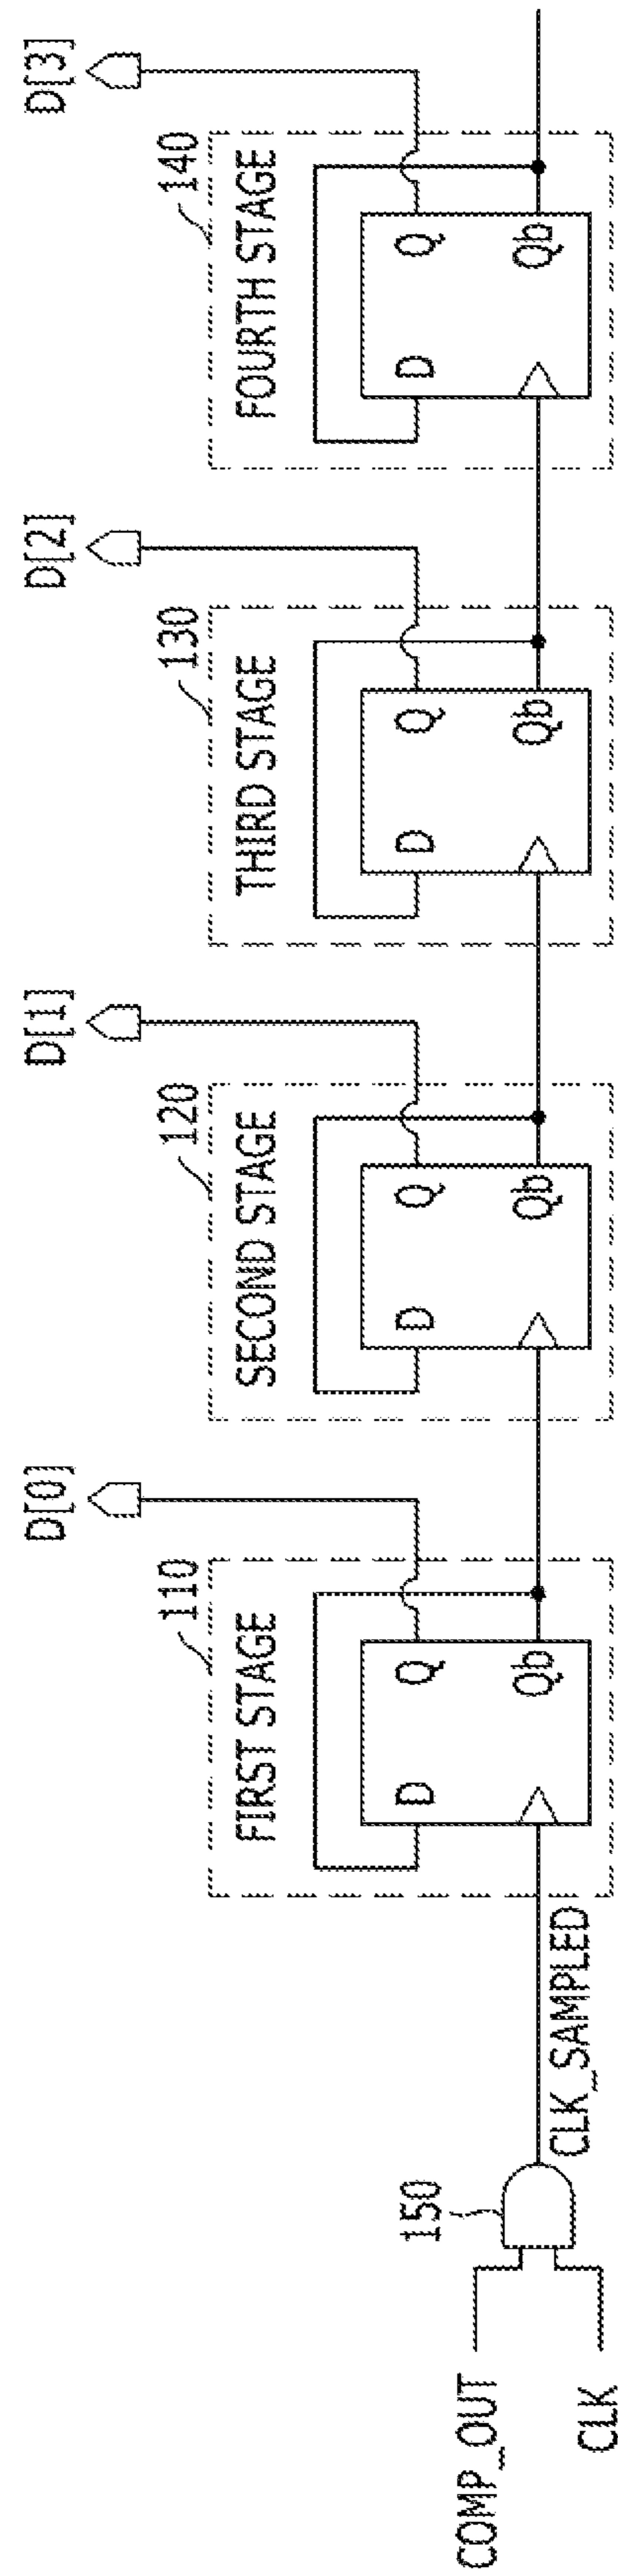 D[0]
D[1]
D[2]
D[3]
110
120
130
140
FIRST STAGE
SECOND STAGE
THIRD STAGE
FOURTH STAGE
D
Q
D
Q
D
Q
D
Q
150
COMP_OUT
Qb
Qb
Qb
Qb
CLK_SAMPLED
CLK